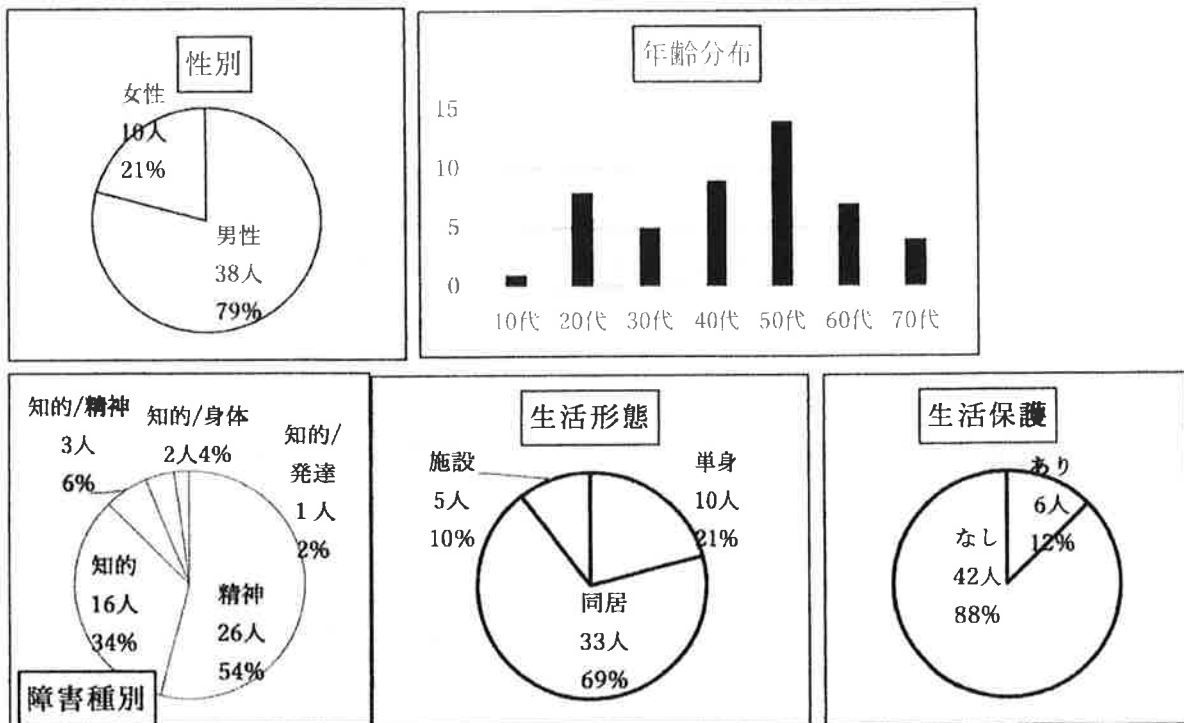 性別
女性
10人
21%
男性
38人
79%
年齢分布
15
10
5
0
10代 20代 30代 40代 50代 60代 70代
知的/精神
3人
6%
知的/身体
2人4%
知的/
発達
1人
2%
知的
16人
34%
精神
26人
54%
障害種別
生活形態
施設
5人
10%
単身
10人
21%
同居
33人
69%
生活保護
あり
6人
12%
なし
42人
88%